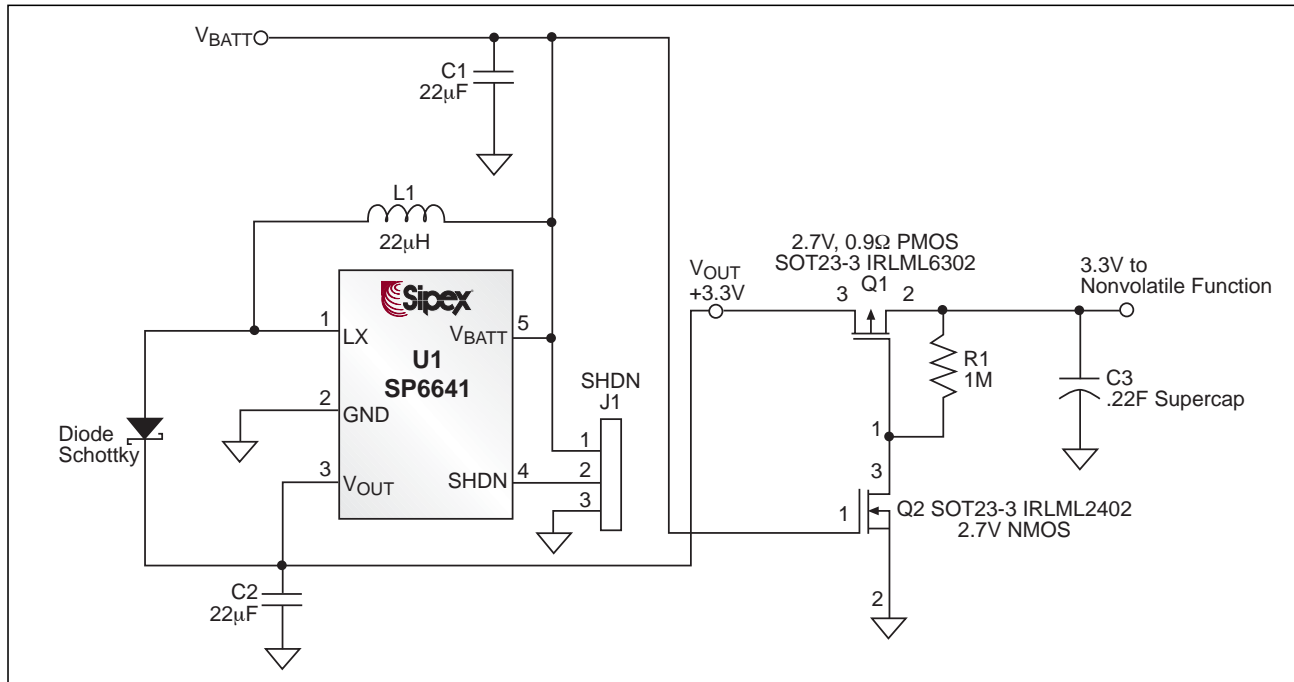 VBATT
C1
22μF
L1
22μH
2.7V, 0.9Ω PMOS
SOT23-3 IRLML6302
Q1
VOUT
+3.3V
3
2
3.3V to
Nonvolatile Function
Sipex
1
LX
VBATT
5
U1
SP6641
R1
1M
C3
.22F Supercap
SHDN
J1
2
GND
Diode
Schottky
1
1
3
VOUT
SHDN
4
2
3
3
1
Q2 SOT23-3 IRLML2402
2.7V NMOS
C2
22μF
2